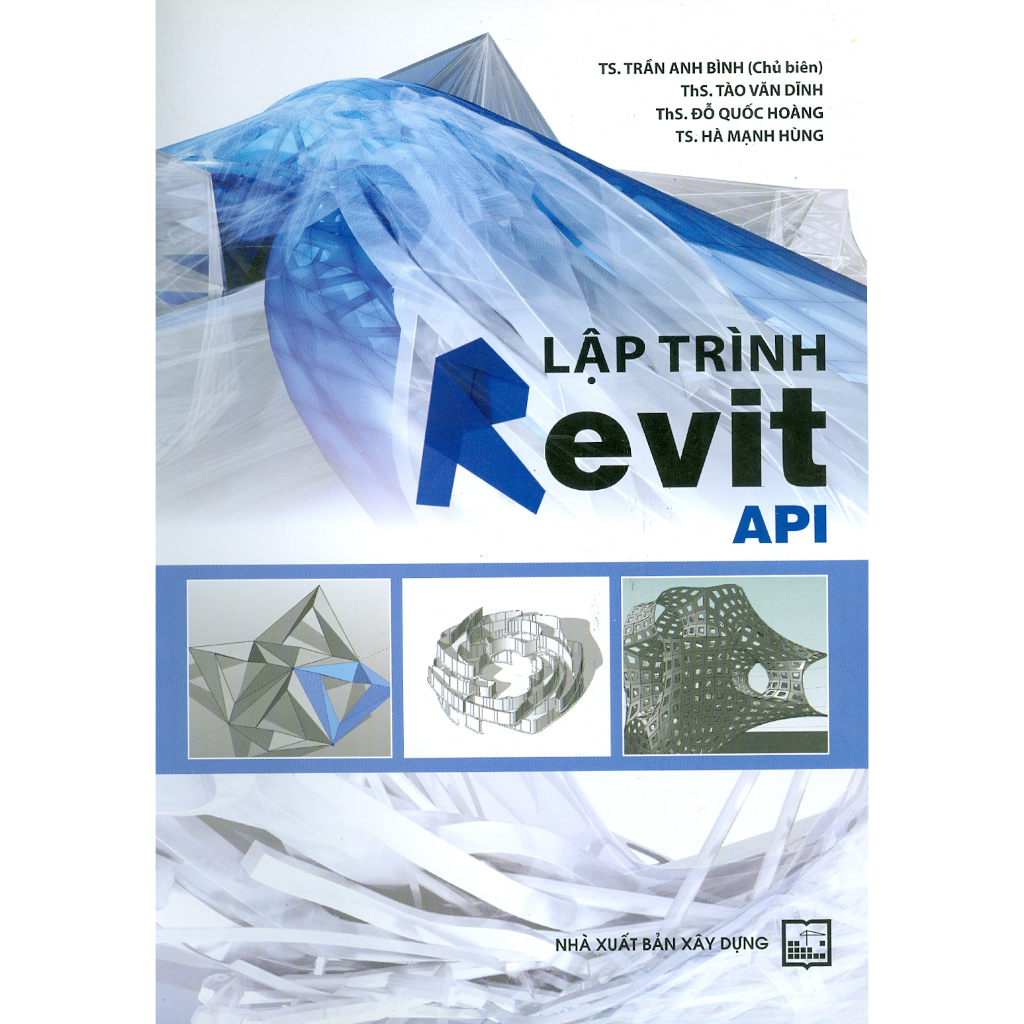 TS. TRẦN ANH BÌNH (Chủ biên)
ThS. TÀO VĂN DĨNH
ThS. ĐỖ QUỐC HOÀNG
TS. HÀ MẠNH HÙNG
LẬP TRÌNH
Revit
API
NHÀ XUẤT BẢN XÂY DỰNG